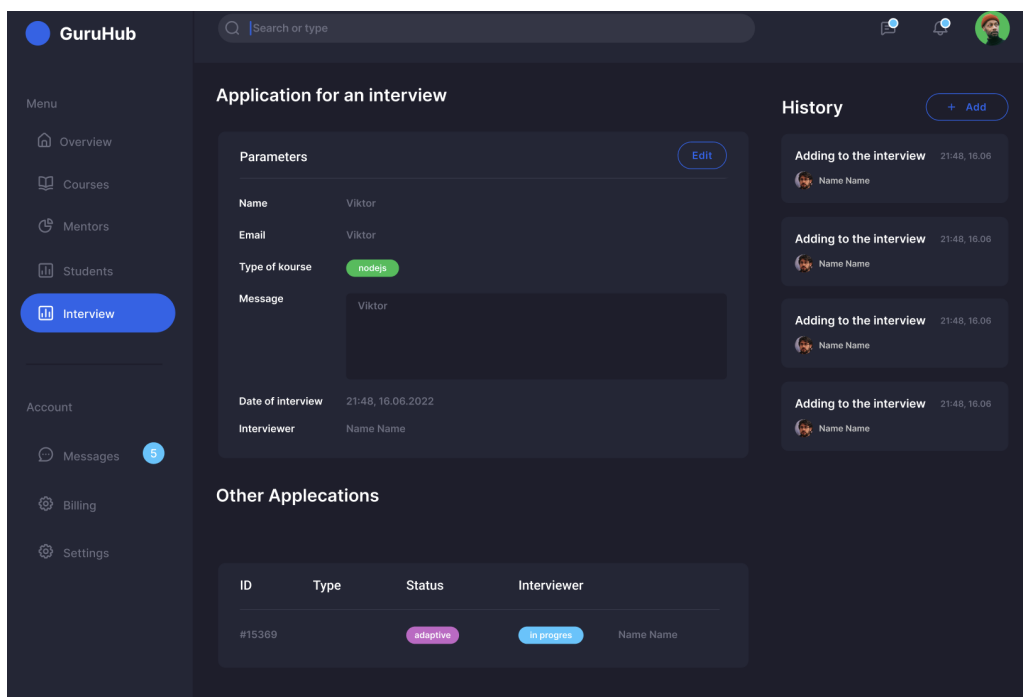 GuruHub
Search or type
Menu
Overview
Courses
Mentors
Students
Interview
Account
Messages 5
Billing
Settings
Application for an interview
Parameters Edit
Name Viktor
Email Viktor
Type of kourse nodejs
Message Viktor
Date of interview 21:48, 16.06.2022
Interviewer Name Name
Other Applecations
ID Type Status Interviewer
#15369 adaptive in progres Name Name
History + Add
Adding to the interview 21:48, 16.06
Name Name
Adding to the interview 21:48, 16.06
Name Name
Adding to the interview 21:48, 16.06
Name Name
Adding to the interview 21:48, 16.06
Name Name